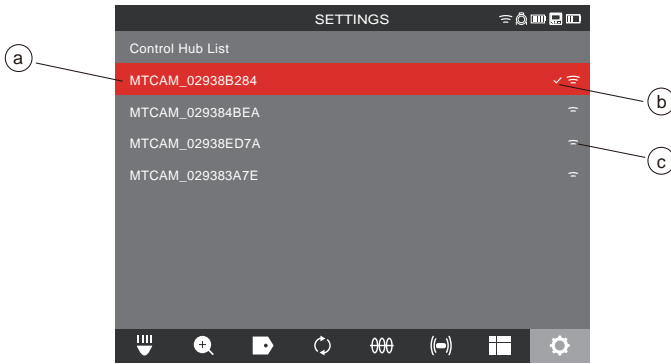 SETTINGS
Control Hub List
a
MTCAM_02938B284
b
MTCAM_029384BEA
MTCAM_02938ED7A
c
MTCAM_029383A7E